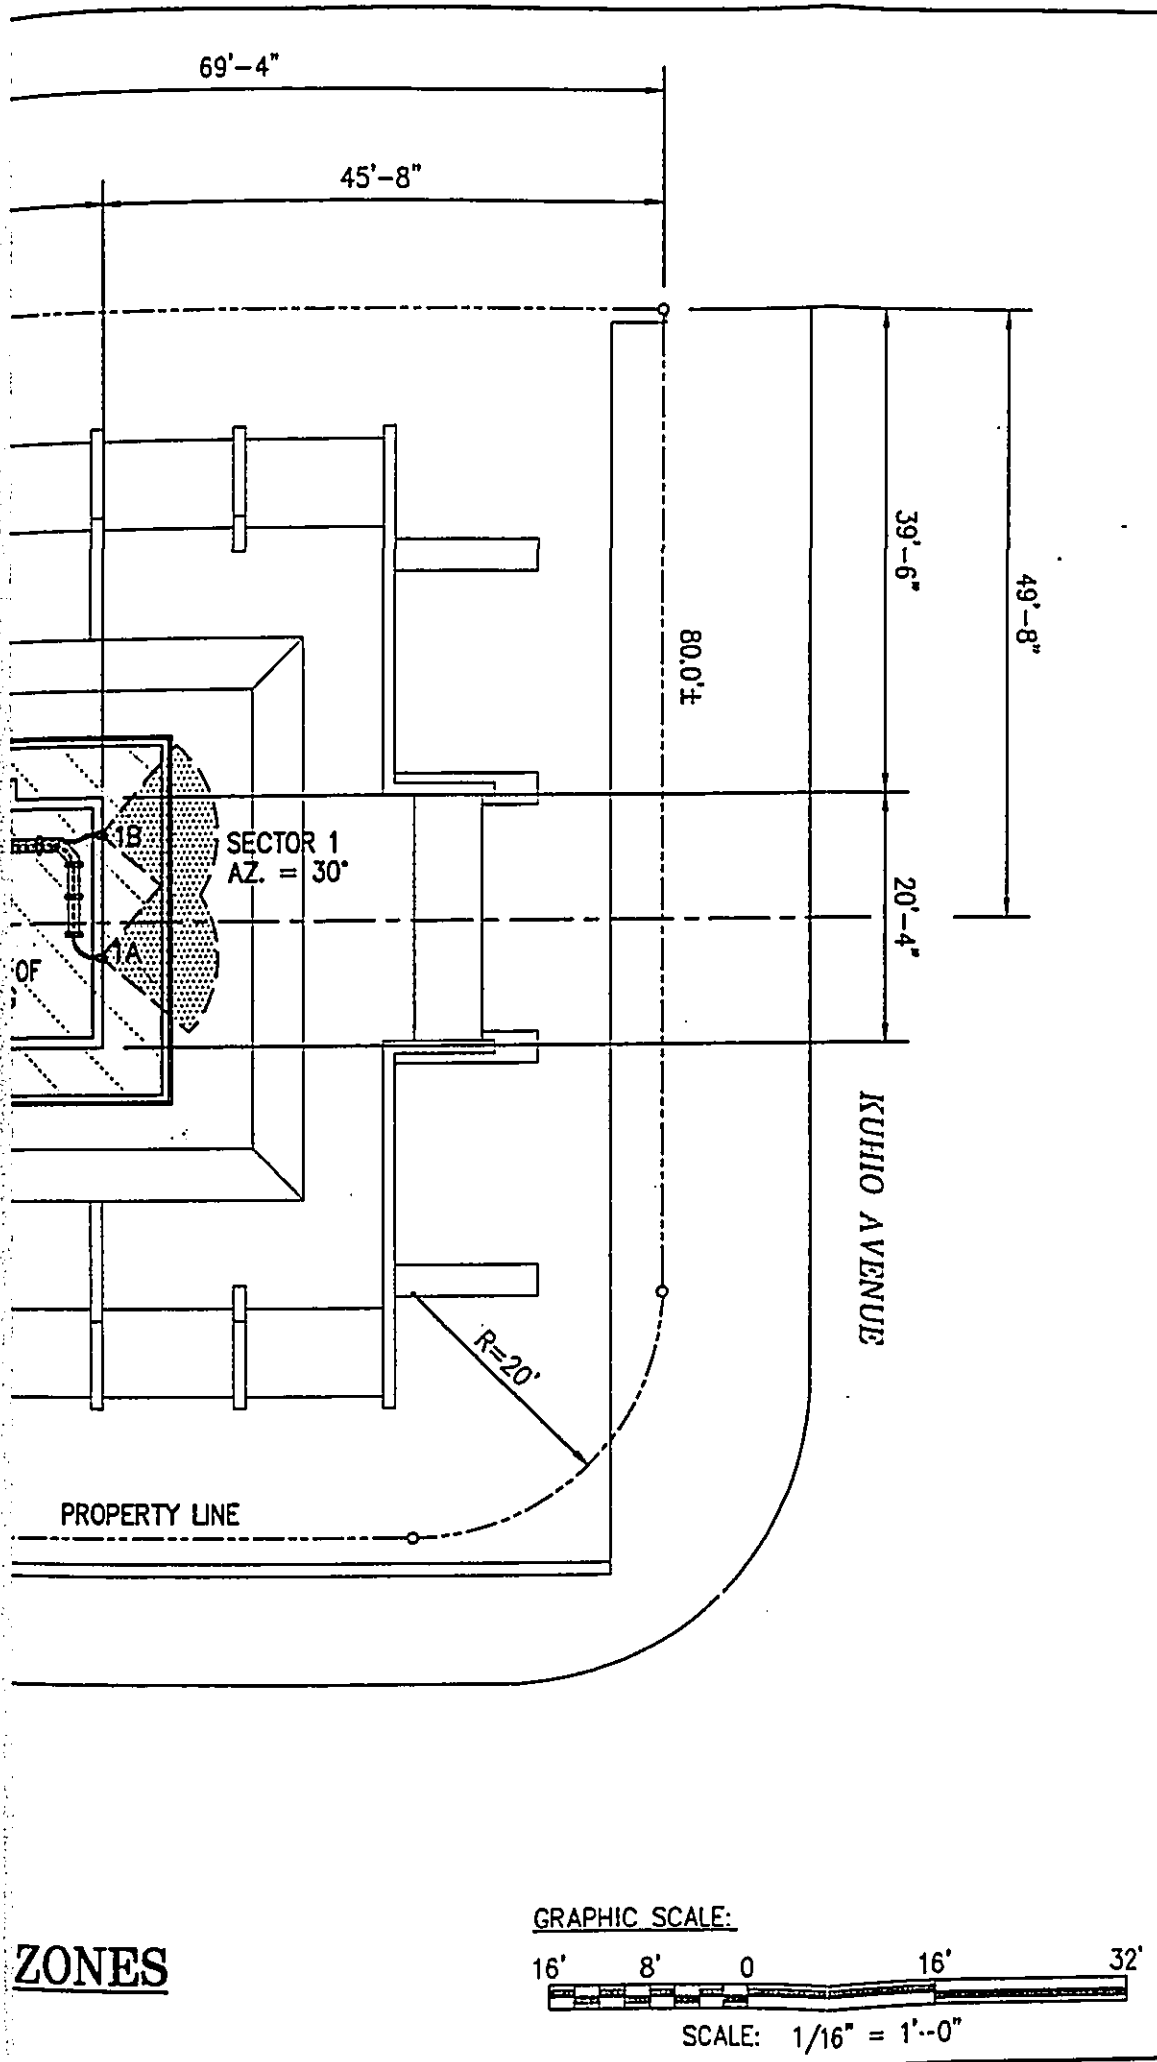 69'-4"
45'-8"
39'-6"
49'-8"
80.0'±
1B
SECTOR 1
AZ. = 30°
20'-4"
1A
OF
KUHIO AVENUE
R=20'
PROPERTY LINE
GRAPHIC SCALE:
ZONES
16' 8' 0 16' 32'
SCALE: 1/16" = 1'-0"